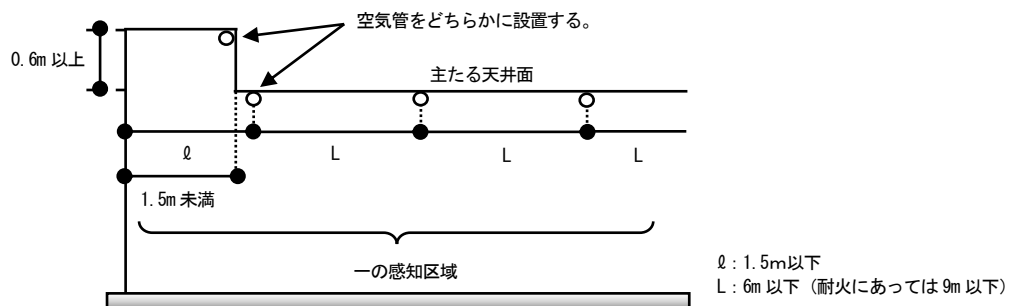 空気管をどちらかに設置する。
0.6m 以上
主たる天井面
ℓ
L
L
L
1.5m 未満
一の感知区域
ℓ:1.5m以下
L:6m 以下(耐火にあっては 9m 以下)